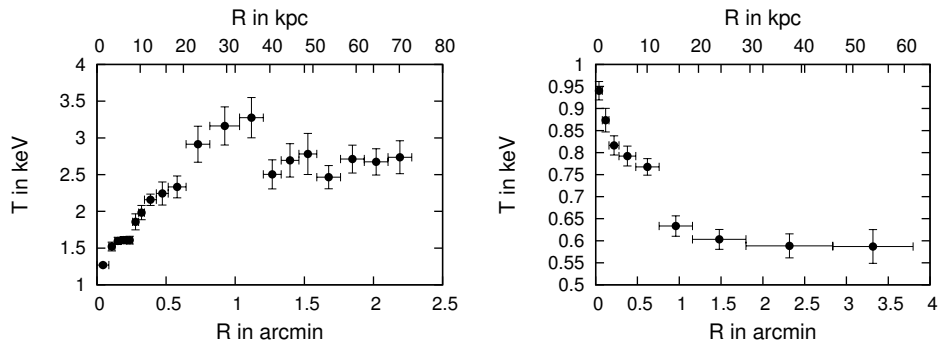 R in kpc
0 10 20 30 40 50 60 70 80
4
3.5
3
2.5
2
1.5
1
T in keV
0 0.5 1 1.5 2 2.5
R in arcmin
R in kpc
0 10 20 30 40 50 60
1
0.95
0.9
0.85
0.8
0.75
0.7
0.65
0.6
0.55
0.5
T in keV
0 0.5 1 1.5 2 2.5 3 3.5 4
R in arcmin